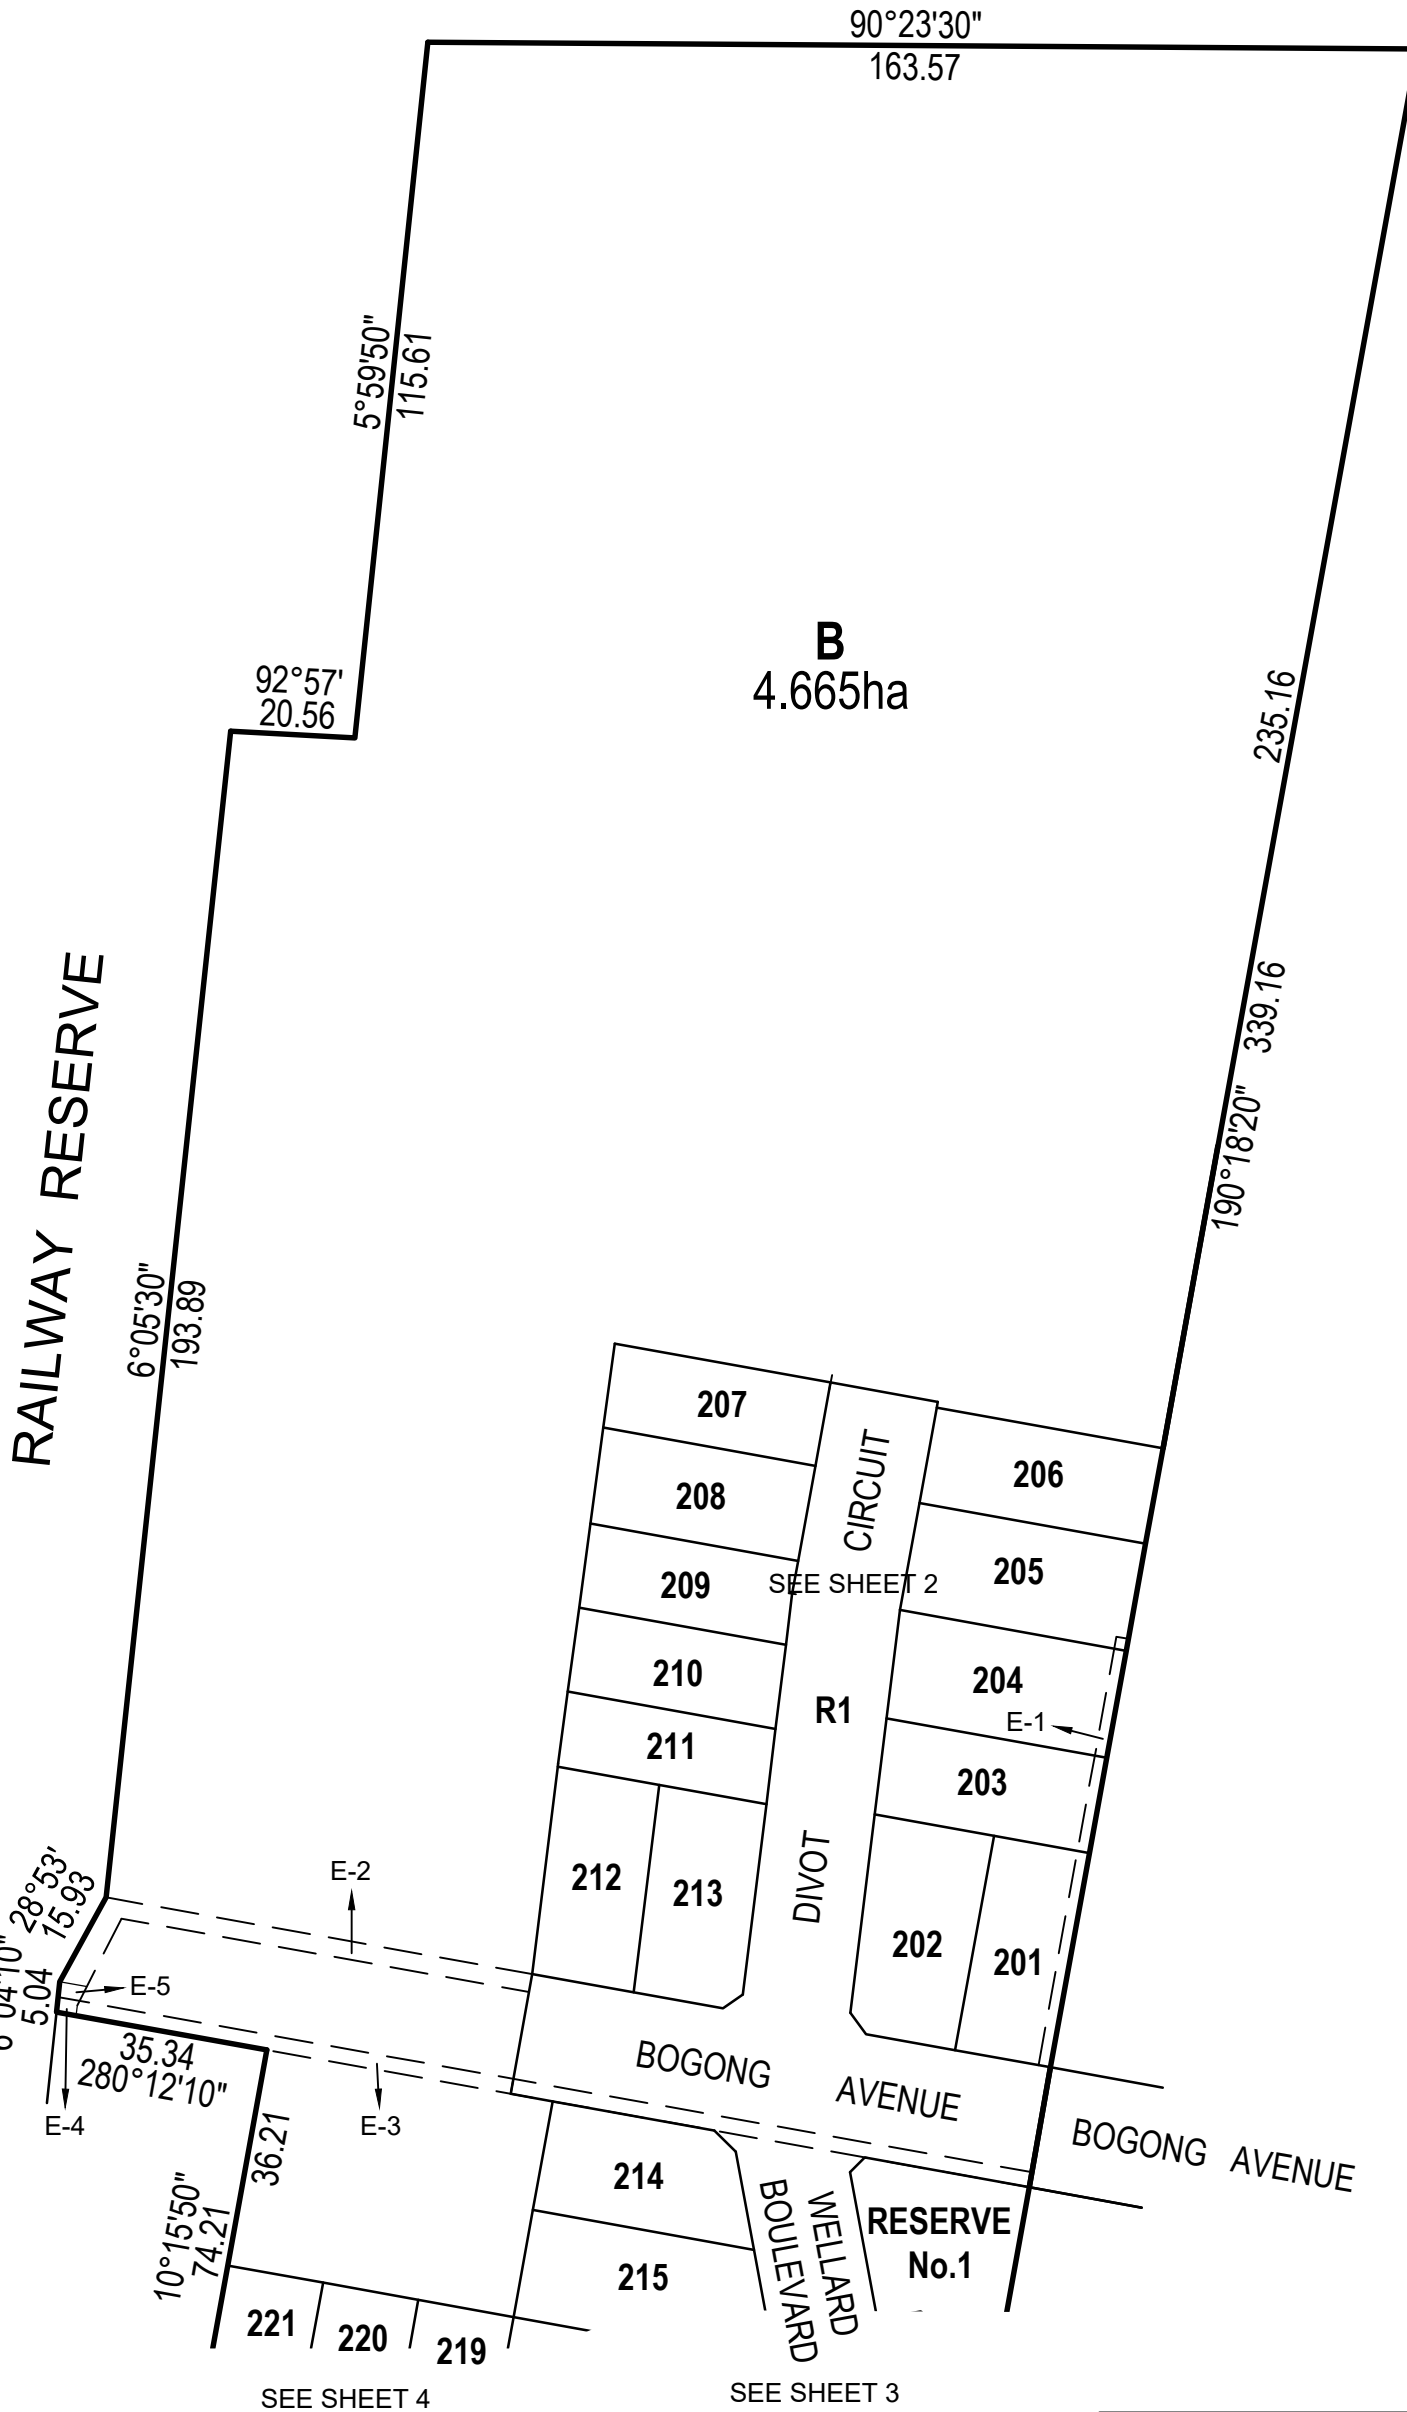 90°23'30"
163.57
5°59'50"
115.61
B
4.665ha
92°57'
20.56
235.16
339.16
190°18'20"
RAILWAY RESERVE
6°05'30"
193.89
207
CIRCUIT
206
208
209
SEE SHEET 2
205
210
204
R1
E-1
211
203
DIVOT
212
213
202
201
28°53'
15.93
E-2
5.04
E-5
35.34
280°12'10"
E-4
E-3
BOGONG AVENUE
BOGONG AVENUE
36.21
10°15'50"
74.21
214
WELLARD
BOULEVARD
RESERVE
No.1
215
221
220
219
SEE SHEET 4
SEE SHEET 3